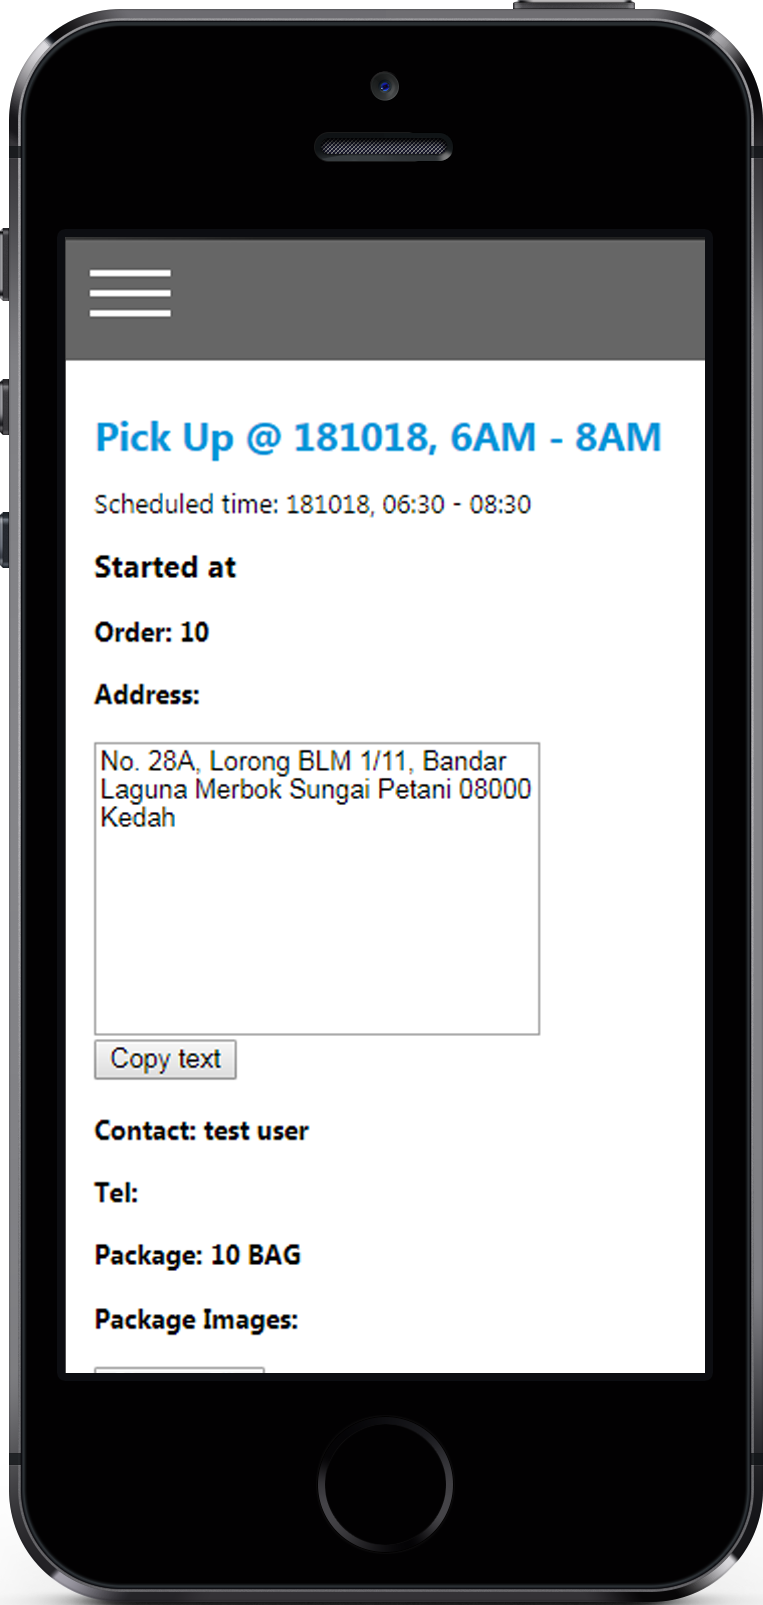 Pick Up @ 181018, 6AM - 8AM
Scheduled time: 181018, 06:30 - 08:30
Started at
Order: 10
Address:
No. 28A, Lorong BLM 1/11, Bandar
Laguna Merbok Sungai Petani 08000
Kedah
Copy text
Contact: test user
Tel:
Package: 10 BAG
Package Images: